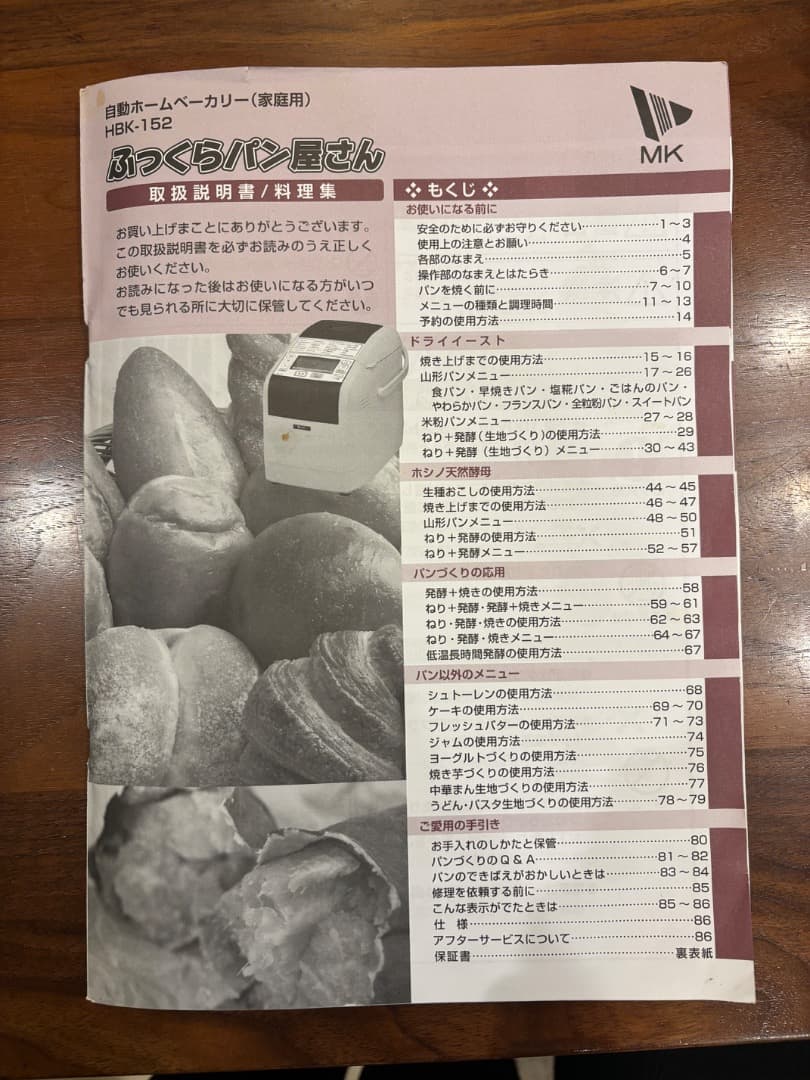 自動ホームベーカリー(家庭用)
HBK-152
ふっくらパン屋さん
取扱説明書/料理集
お買い上げまことにありがとうございます。
この取扱説明書を必ずお読みのうえ正しく
お使いください。
お読みになった後はお使いになる方がいつ
でも見られる所に大切に保管してください。
MK
もくじ
お使いになる前に
安全のために必ずお守りください…………1～3
使用上の注意とお願い…………4
各部のなまえ…………5
操作部のなまえとはたらき…………6～7
パンを焼く前に…………7～10
メニューの種類と調理時間…………11～13
予約の使用方法…………14
ドライイースト
焼き上げまでの使用方法…………15～16
山形パンメニュー…………17～26
食パン・早焼きパン・塩糀パン・ごはんのパン・
やわらかパン・フランスパン・全粒粉パン・スイートパン
米粉パンメニュー…………27～28
ねり+発酵(生地づくり)の使用方法…………29
ねり+発酵(生地づくり)メニュー…………30～43
ホシノ天然酵母
生種おこしの使用方法…………44～45
焼き上げまでの使用方法…………46～47
山形パンメニュー…………48～50
ねり+発酵の使用方法…………51
ねり+発酵メニュー…………52～57
パンづくりの応用
発酵+焼きの使用方法…………58
ねり+発酵・発酵+焼きメニュー…………59～61
ねり・発酵・焼きの使用方法…………62～63
ねり・発酵・焼きメニュー…………64～67
低温長時間発酵の使用方法…………67
パン以外のメニュー
シュトーレンの使用方法…………68
ケーキの使用方法…………69～70
フレッシュバターの使用方法…………71～73
ジャムの使用方法…………74
ヨーグルトづくりの使用方法…………75
焼き芋づくりの使用方法…………76
中華まん生地づくりの使用方法…………77
うどん・パスタ生地づくりの使用方法…………78～79
ご愛用の手引き
お手入れのしかたと保管…………80
パンづくりのQ&A…………81～82
パンのできばえがおかしいときは…………83～84
修理を依頼する前に…………85
こんな表示がでたときは…………85～86
仕 様…………86
アフターサービスについて…………86
保証書…………裏表紙